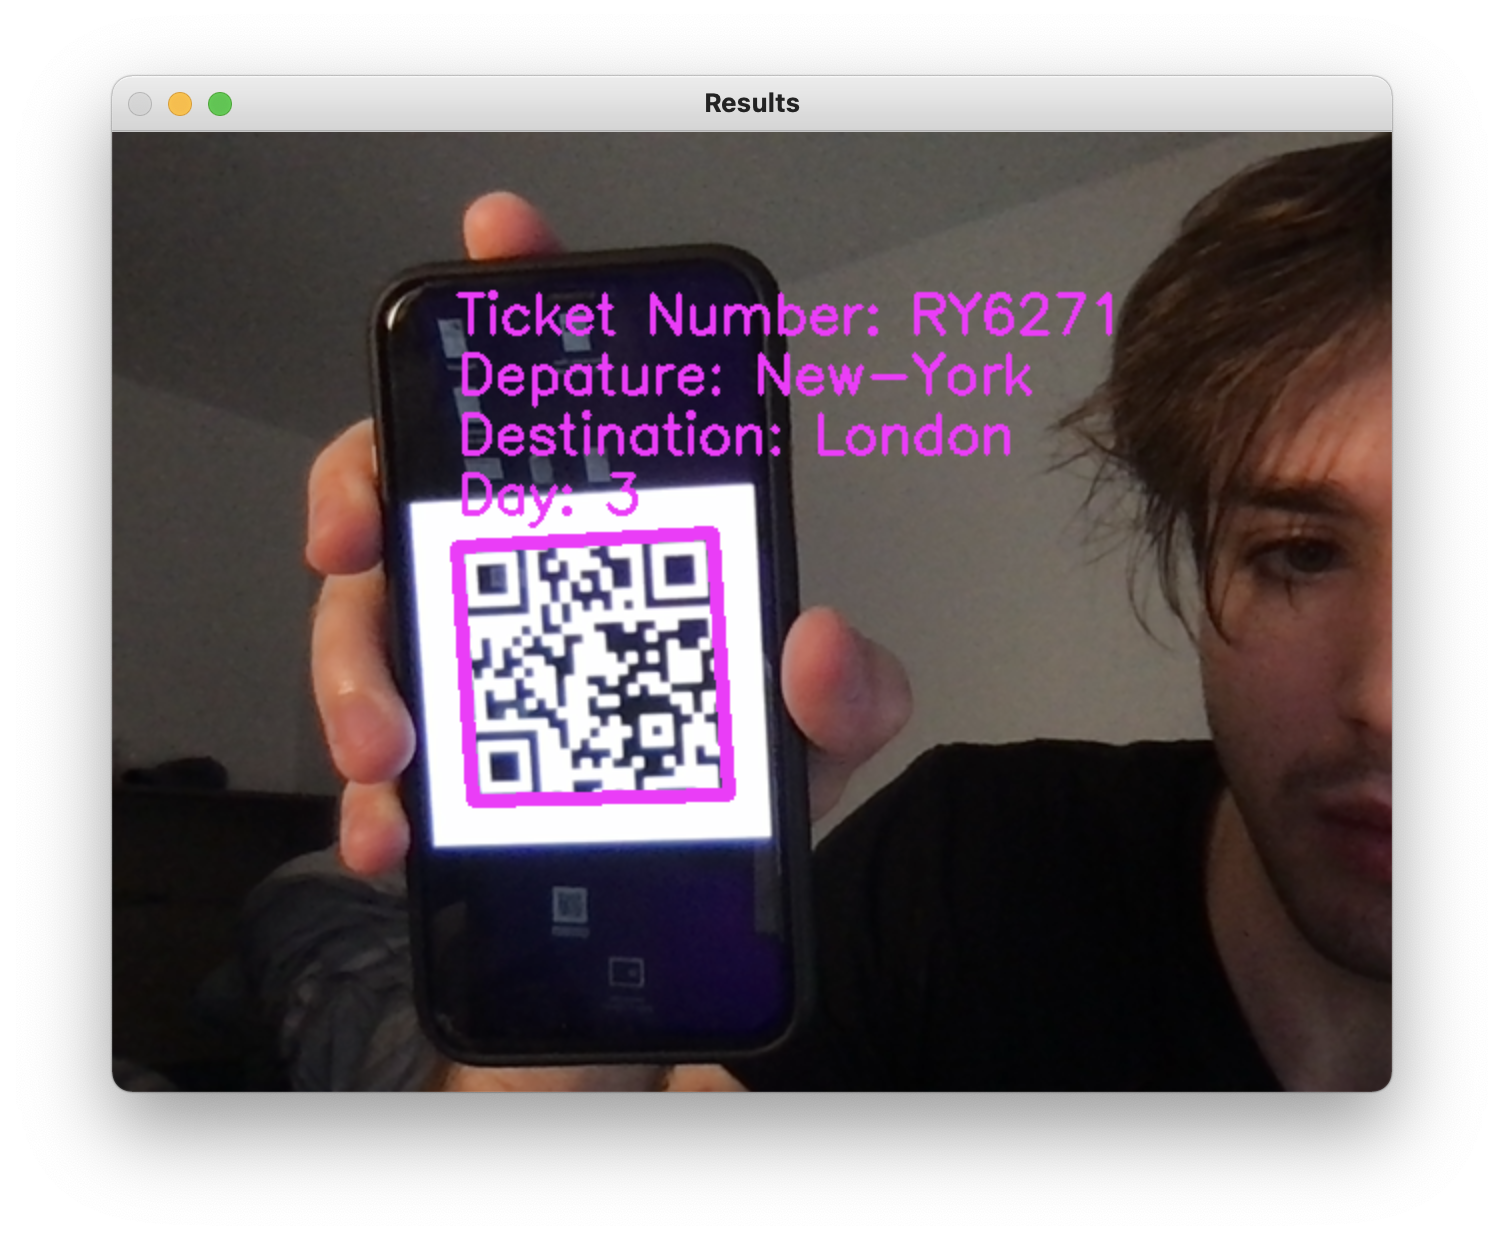 Results
Ticket Number: RY6271
Depature: New-York
Destination: London
Day: 3